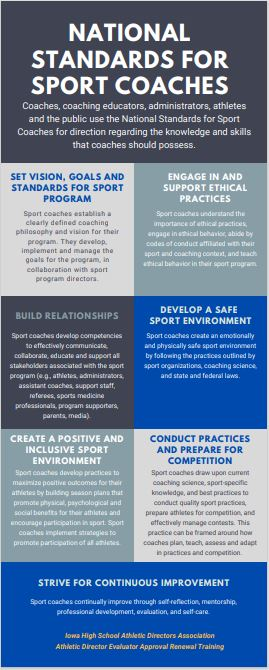 NATIONAL
STANDARDS FOR
SPORT COACHES
Coaches, coaching educators, administrators, athletes
and the public use the National Standards for Sport
Coaches for direction regarding the knowledge and skills
that coaches should possess.
SET VISION, GOALS AND
STANDARDS FOR SPORT
PROGRAM
Sport coaches establish a
clearly defined coaching
philosophy and vision for their
program. They develop,
implement and manage the
goals for the program, in
collaboration with sport
program directors.
ENGAGE IN AND
SUPPORT ETHICAL
PRACTICES
Sport coaches understand the
importance of ethical practices,
engage in ethical behavior, abide by
codes of conduct affiliated with their
sport and coaching context, and teach
ethical behavior in their sport program.
BUILD RELATIONSHIPS
Sport coaches develop competencies
to effectively communicate,
collaborate, educate and support all
stakeholders associated with the sport
program (e.g., athletes, administrators,
assistant coaches, support staff,
referees, sports medicine
professionals, program supporters,
parents, media).
DEVELOP A SAFE
SPORT ENVIRONMENT
Sport coaches create an emotionally
and physically safe sport environment
by following the practices outlined by
sport organizations, coaching science,
and state and federal laws.
CREATE A POSITIVE AND
INCLUSIVE SPORT
ENVIRONMENT
Sport coaches develop practices to
maximize positive outcomes for their
athletes by building season plans that
promote physical, psychological and
social benefits for their athletes and
encourage participation in sport. Sport
coaches implement strategies to
promote participation of all athletes.
CONDUCT PRACTICES
AND PREPARE FOR
COMPETITION
Sport coaches draw upon current
coaching science, sport-specific
knowledge, and best practices to
conduct quality sport practices,
prepare athletes for competition, and
effectively manage contests. This
practice can be framed around how
coaches plan, teach, assess and adapt
in practices and competition.
STRIVE FOR CONTINUOUS IMPROVEMENT
Sport coaches continually improve through self-reflection, mentorship,
professional development, evaluation, and self-care.
Iowa High School Athletic Directors Association
Athletic Director Evaluator Approval Renewal Training